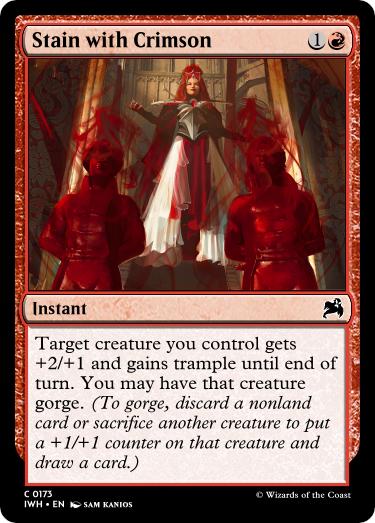 Stain with Crimson 1
Instant
Target creature you control gets
+2/+1 and gains trample until end of
turn. You may have that creature
gorge. (To gorge, discard a nonland
card or sacrifice another creature to put
a +1/+1 counter on that creature and
draw a card.)
C 0173
IWH • EN SAM KANIOS
© Wizards of the Coast